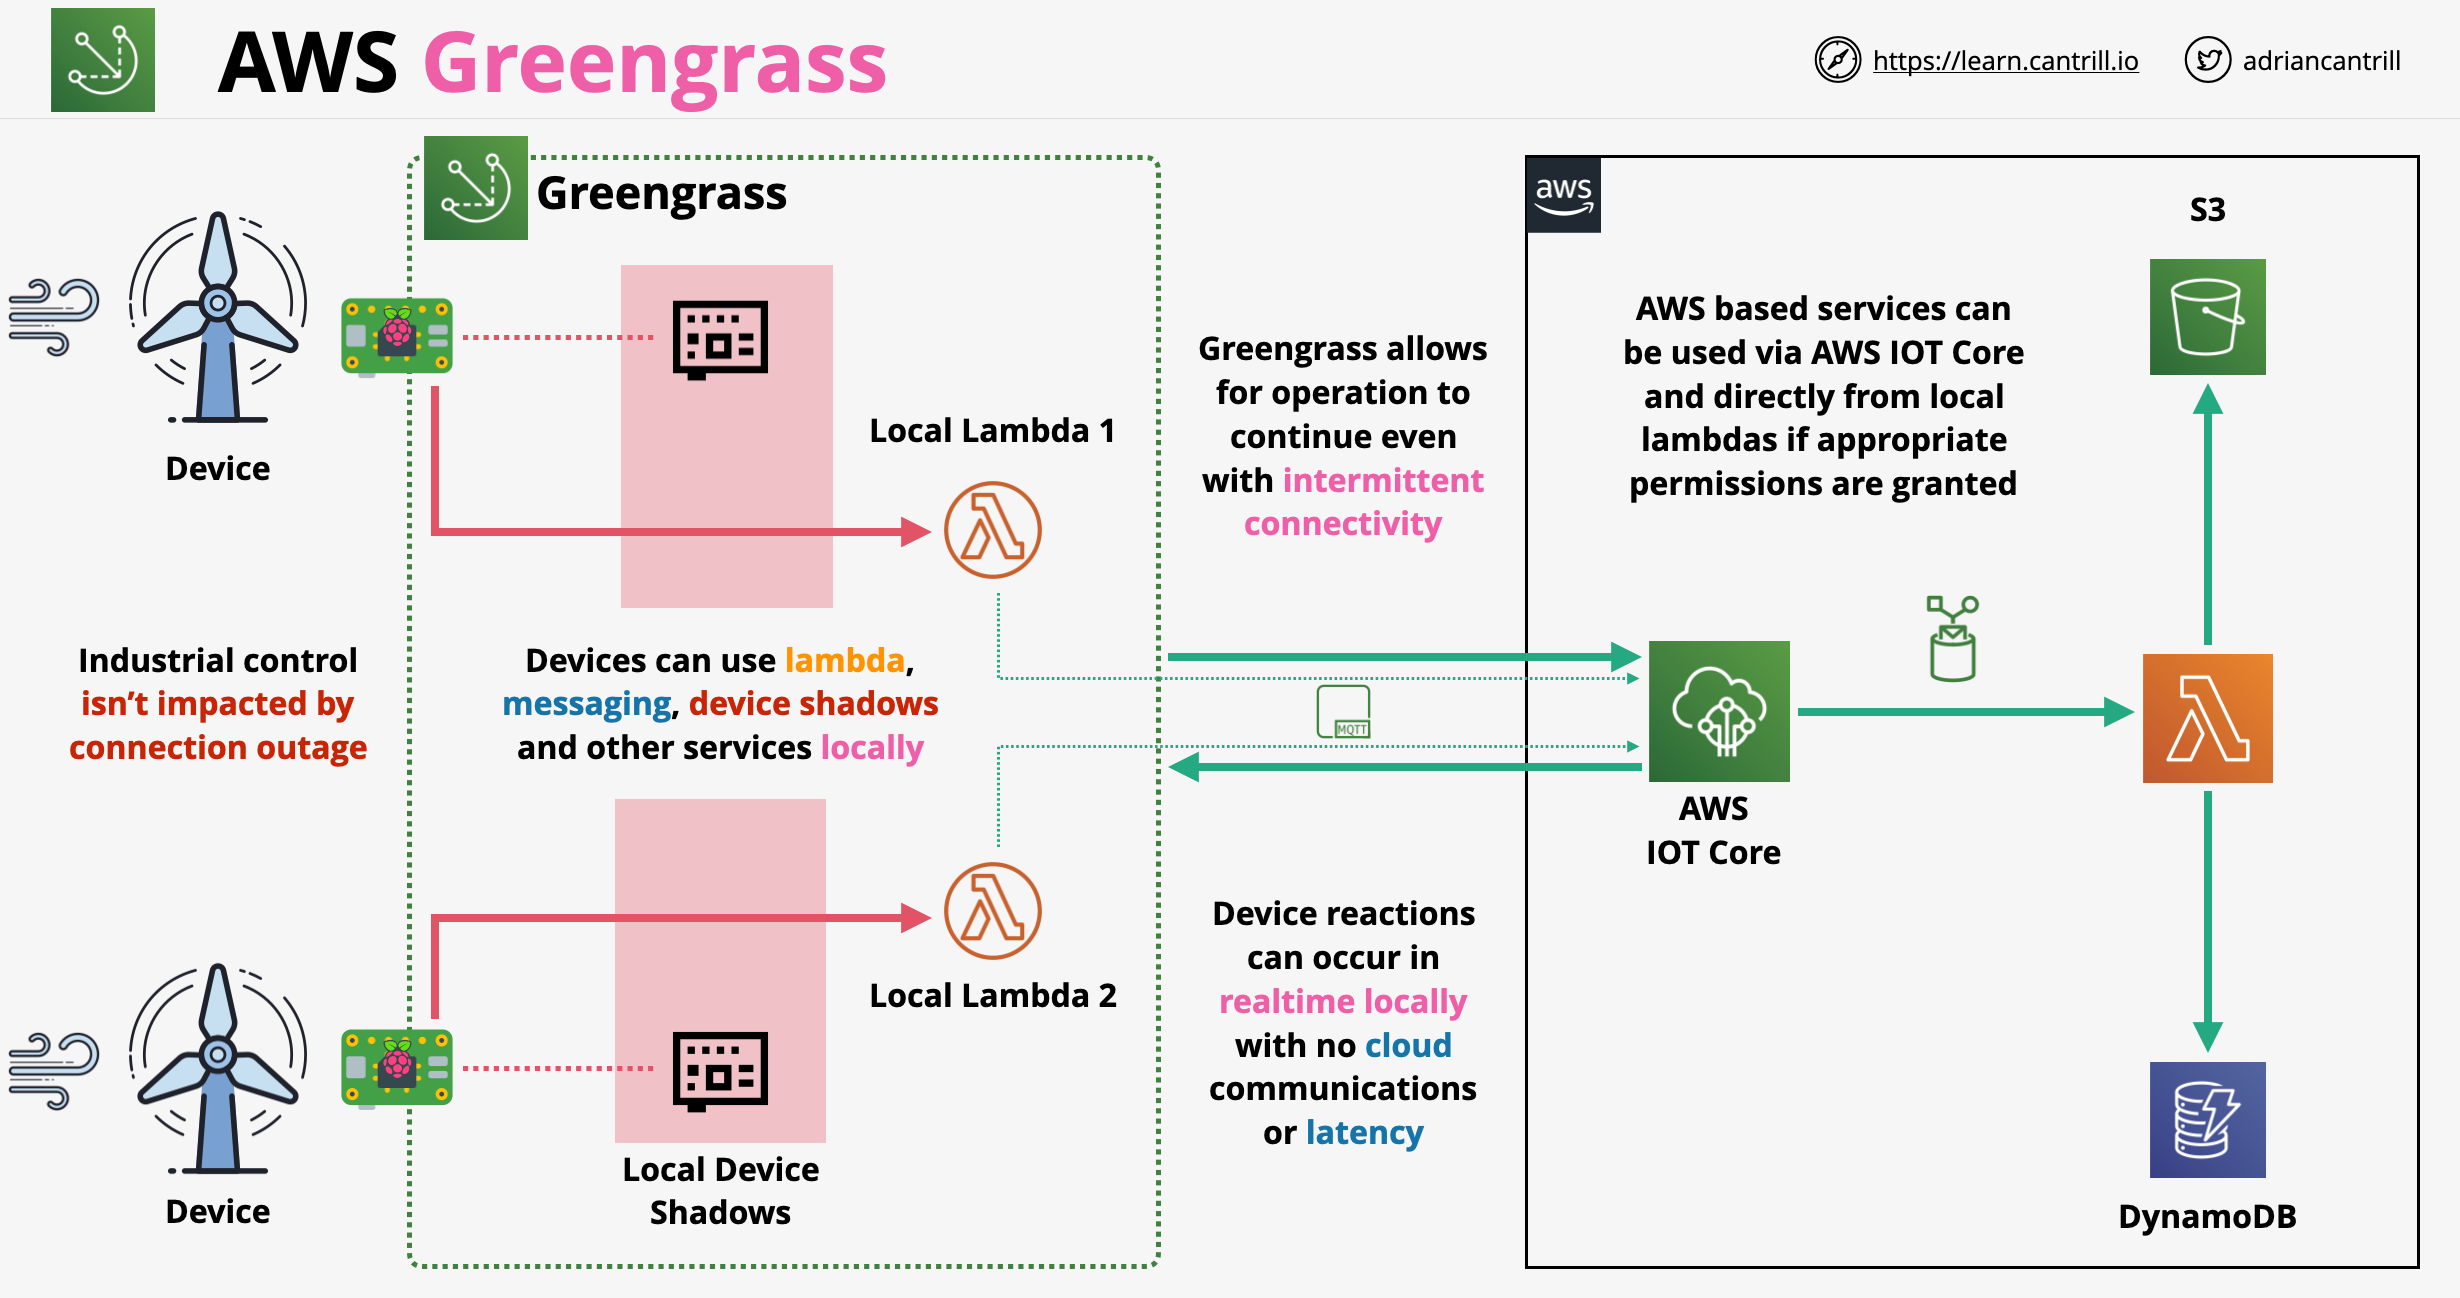 AWS Greengrass
https://learn.cantrill.io
adriancantrill
Greengrass
aws
S3
Device
Local Lambda 1
Greengrass allows
for operation to
continue even
with intermittent
connectivity
AWS based services can
be used via AWS IOT Core
and directly from local
lambdas if appropriate
permissions are granted
Industrial control
isn't impacted by
connection outage
Devices can use lambda,
messaging, device shadows
and other services locally
MQTT
AWS
IOT Core
Local Lambda 2
Device reactions
can occur in
realtime locally
with no cloud
communications
or latency
Device
Local Device
Shadows
DynamoDB